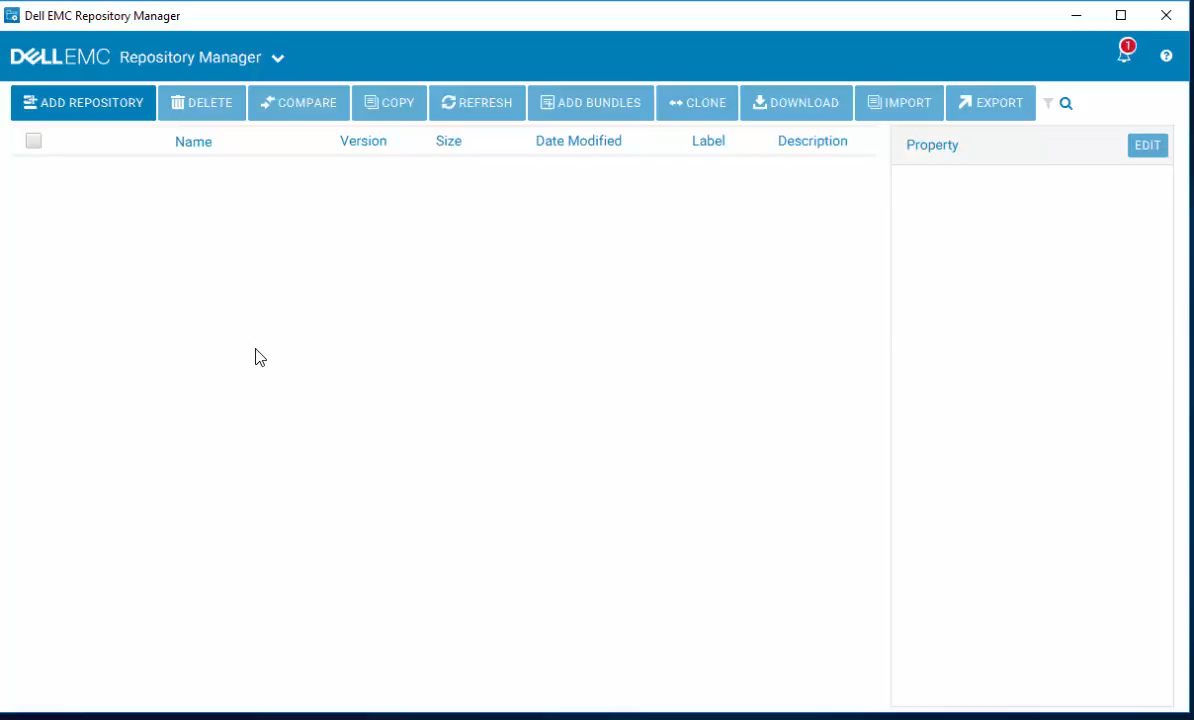 Dell EMC Repository Manager
DELLEMC Repository Manager
1
?
ADD REPOSITORY DELETE COMPARE COPY REFRESH ADD BUNDLES CLONE DOWNLOAD IMPORT EXPORT
Name Version Size Date Modified Label Description
Property EDIT